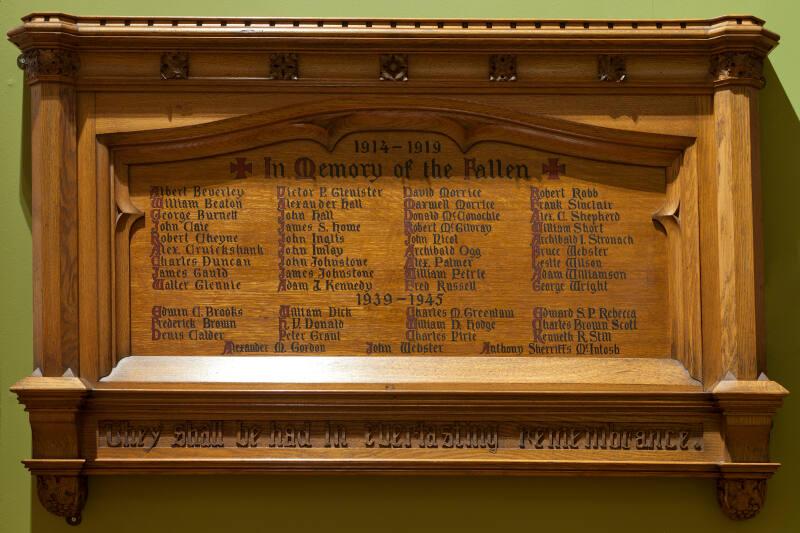 1914-1919
In Memory of the Fallen
Albert Beverley
William Beaton
George Burnett
John Caie
Robert Cheyne
Alex. Cruickshank
Charles Duncan
James Gauld
Walter Glennie
Victor P. Glenister
Alexander Hall
John Hall
James S. Home
John Inglis
John Imlay
John Johnstone
James Johnstone
Adam J. Kennedy
David Morrice
Maxwell Morrice
Donald McConochie
Robert McGilvray
John Nicol
Archibald Ogg
Alex. Palmer
William Petrie
Fred Russell
Robert Robb
Frank Sinclair
Alex. C. Shepherd
William Short
Archibald I. Stronach
Bruce Webster
Leslie Wilson
Adam Williamson
George Wright
1939-1945
Edwin C. Brooks
Frederick Brown
Denis Calder
William Dick
Donald
Peter Grant
Charles M. Greenlaw
William D. Hodge
Charles Pirie
Edward S.P. Rebecca
Charles Brown Scott
Kenneth R. Still
Alexander M. Gordon John Webster Anthony Sherriffs McIntosh
They shall be had in everlasting remembrance.